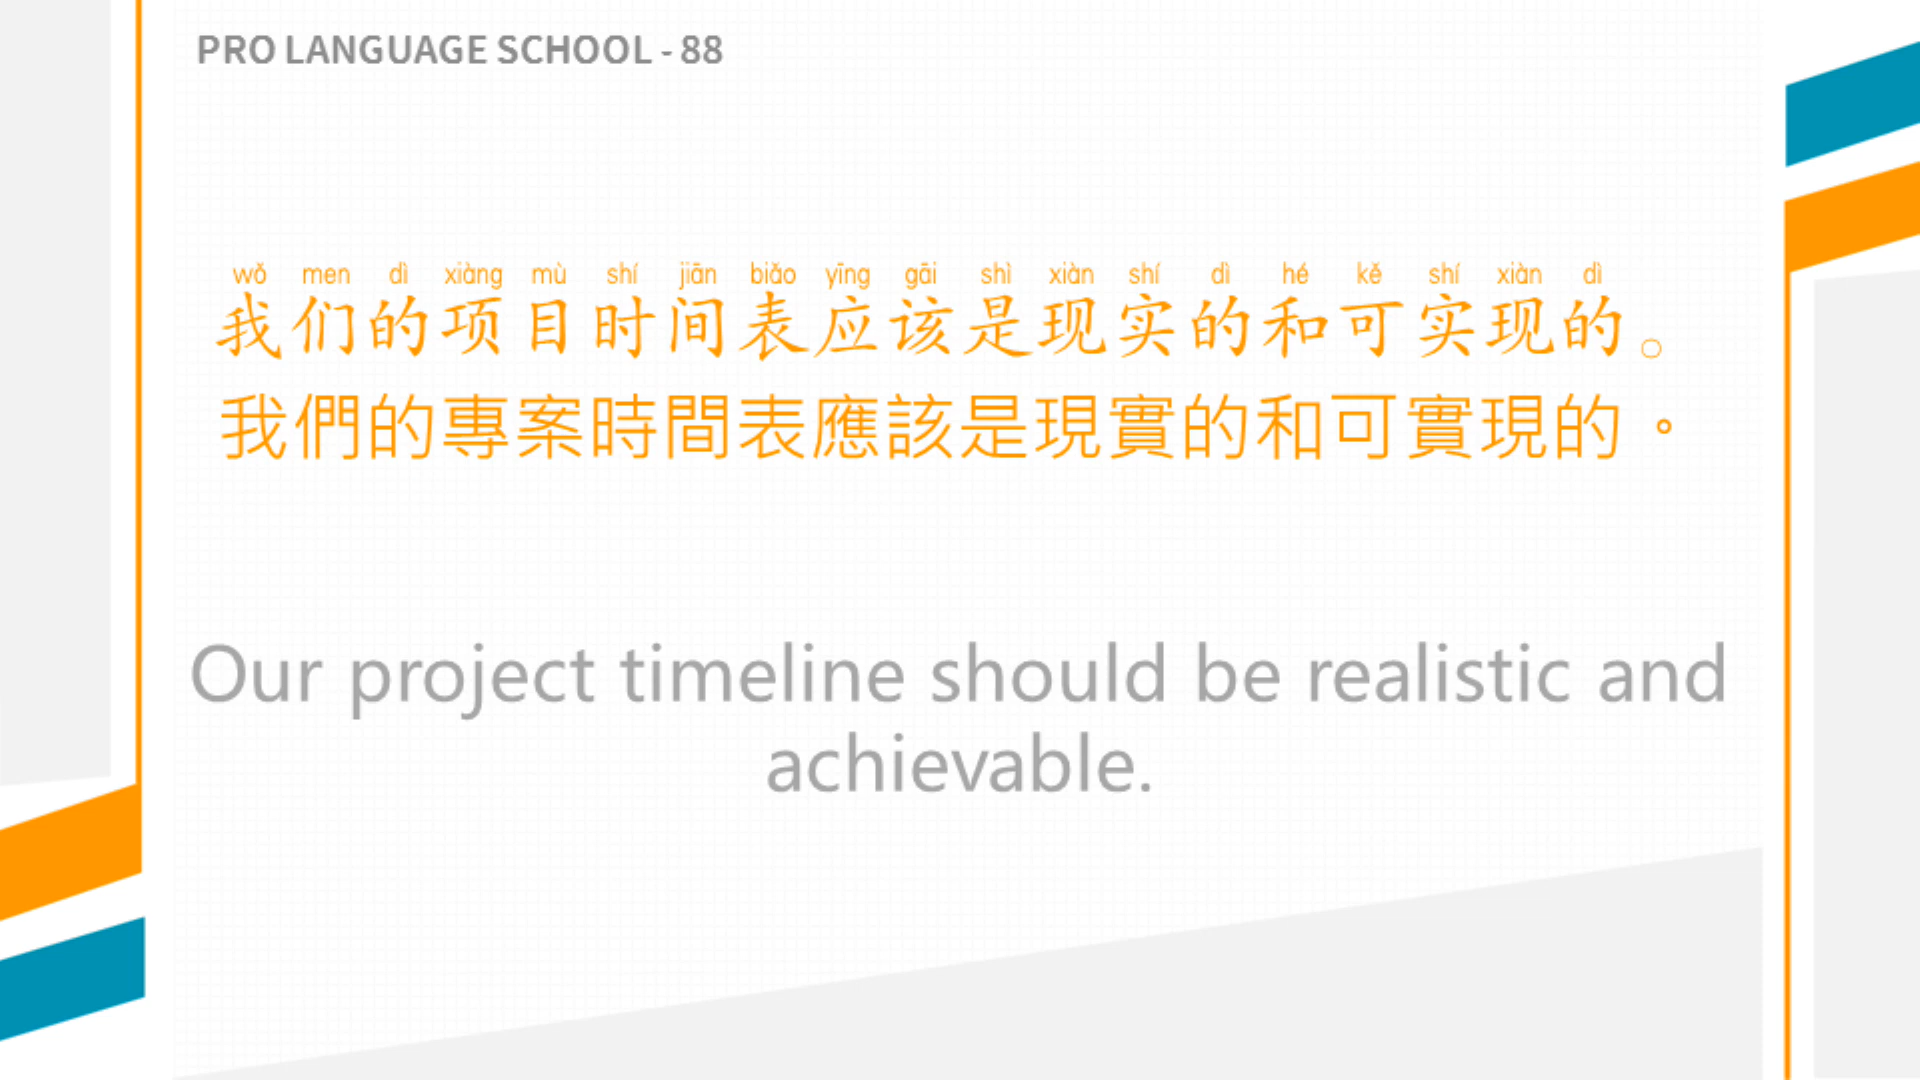 PRO LANGUAGE SCHOOL - 88
wǒ men dì xiàng mù shí jiān biǎo yīng gāi shì xiàn shí dì hé kě shí xiàn dì
我们的项目时间表应该是现实的和可实现的。
我們的專案時間表應該是現實的和可實現的。
Our project timeline should be realistic and
achievable.